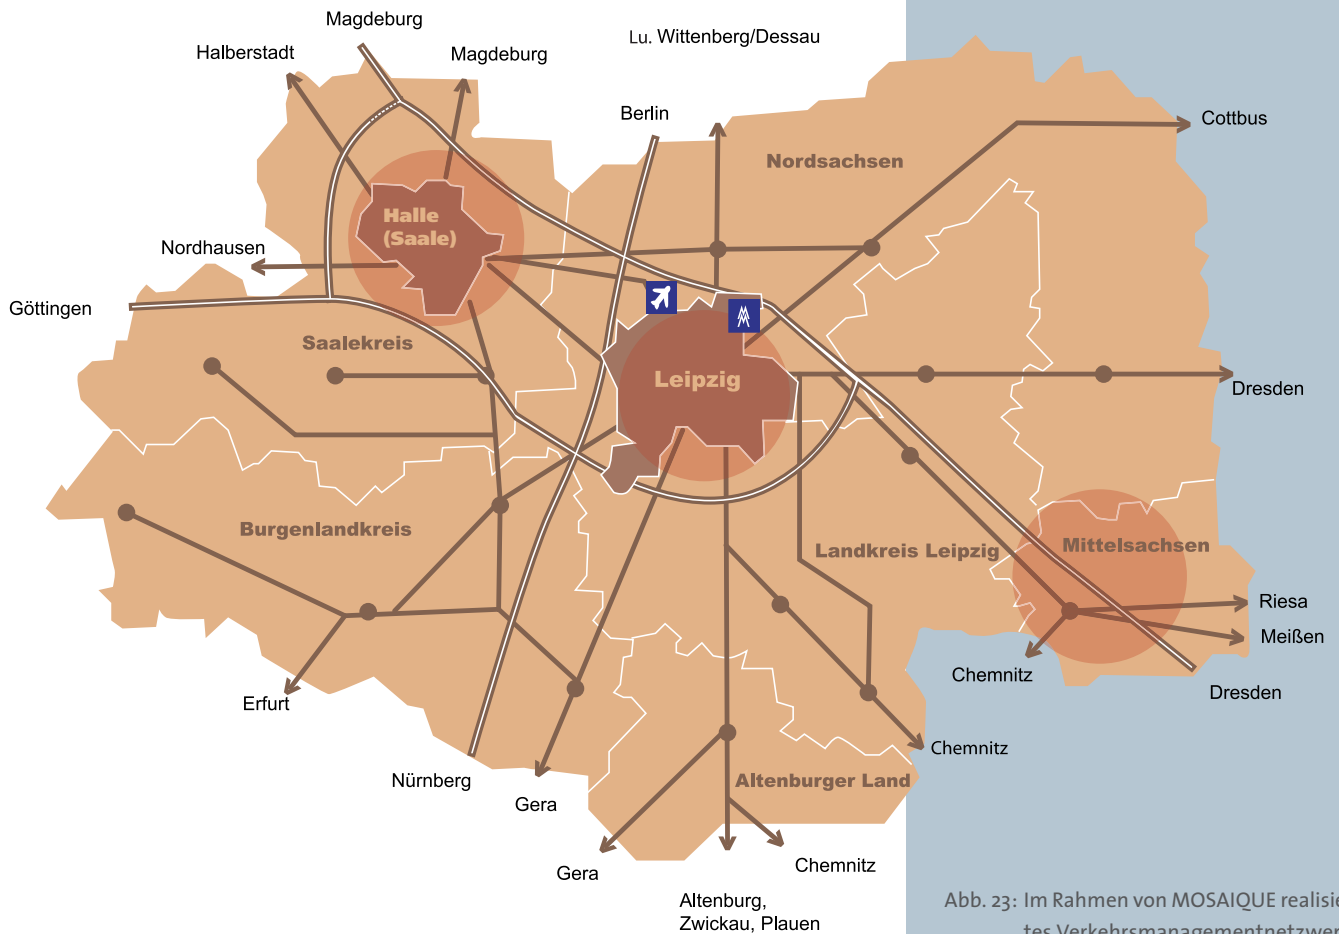 Magdeburg
Lu. Wittenberg/Dessau
Halberstadt
Magdeburg
Berlin
Cottbus
Nordsachsen
Halle
(Saale)
Nordhausen
Göttingen
Saalekreis
Leipzig
Dresden
Burgenlandkreis
Landkreis Leipzig
Mittelsachsen
Riesa
Meißen
Chemnitz
Dresden
Erfurt
Chemnitz
Nürnberg
Altenburger Land
Gera
Chemnitz
Gera
Altenburg,
Zwickau, Plauen
Abb. 23: Im Rahmen von MOSAIQUE realisie
tes Verkehrsmanagementnetzwer